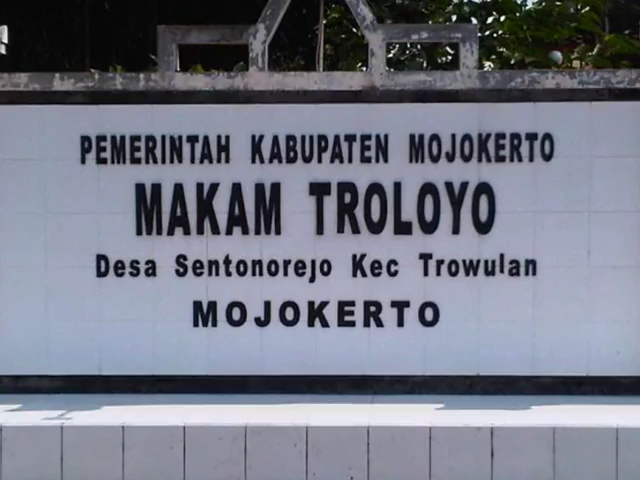 PEMERINTAH KABUPATEN MOJOKERTO
MAKAM TROLOYO
Desa Sentonorejo Kec Trowulan
MOJOKERTO